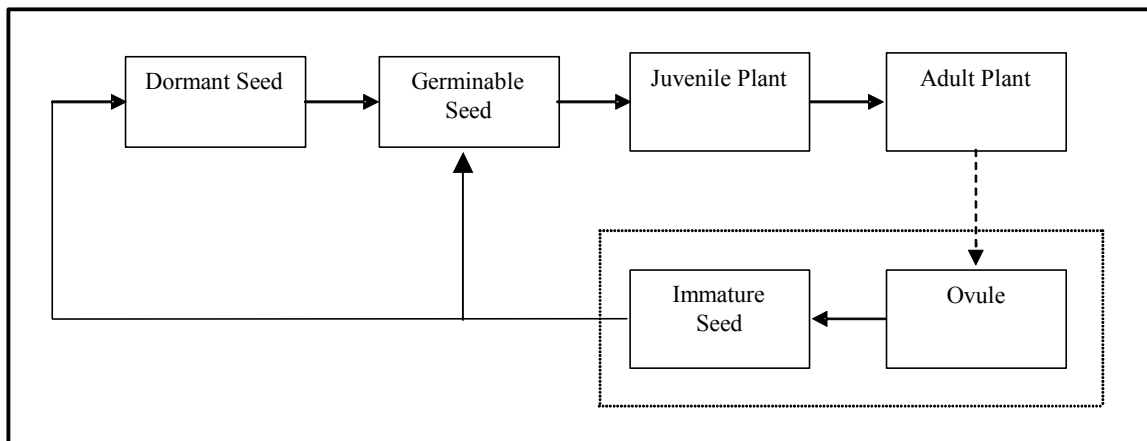 Dormant Seed
Germinable
Seed
Juvenile Plant
Adult Plant
Immature
Seed
Ovule